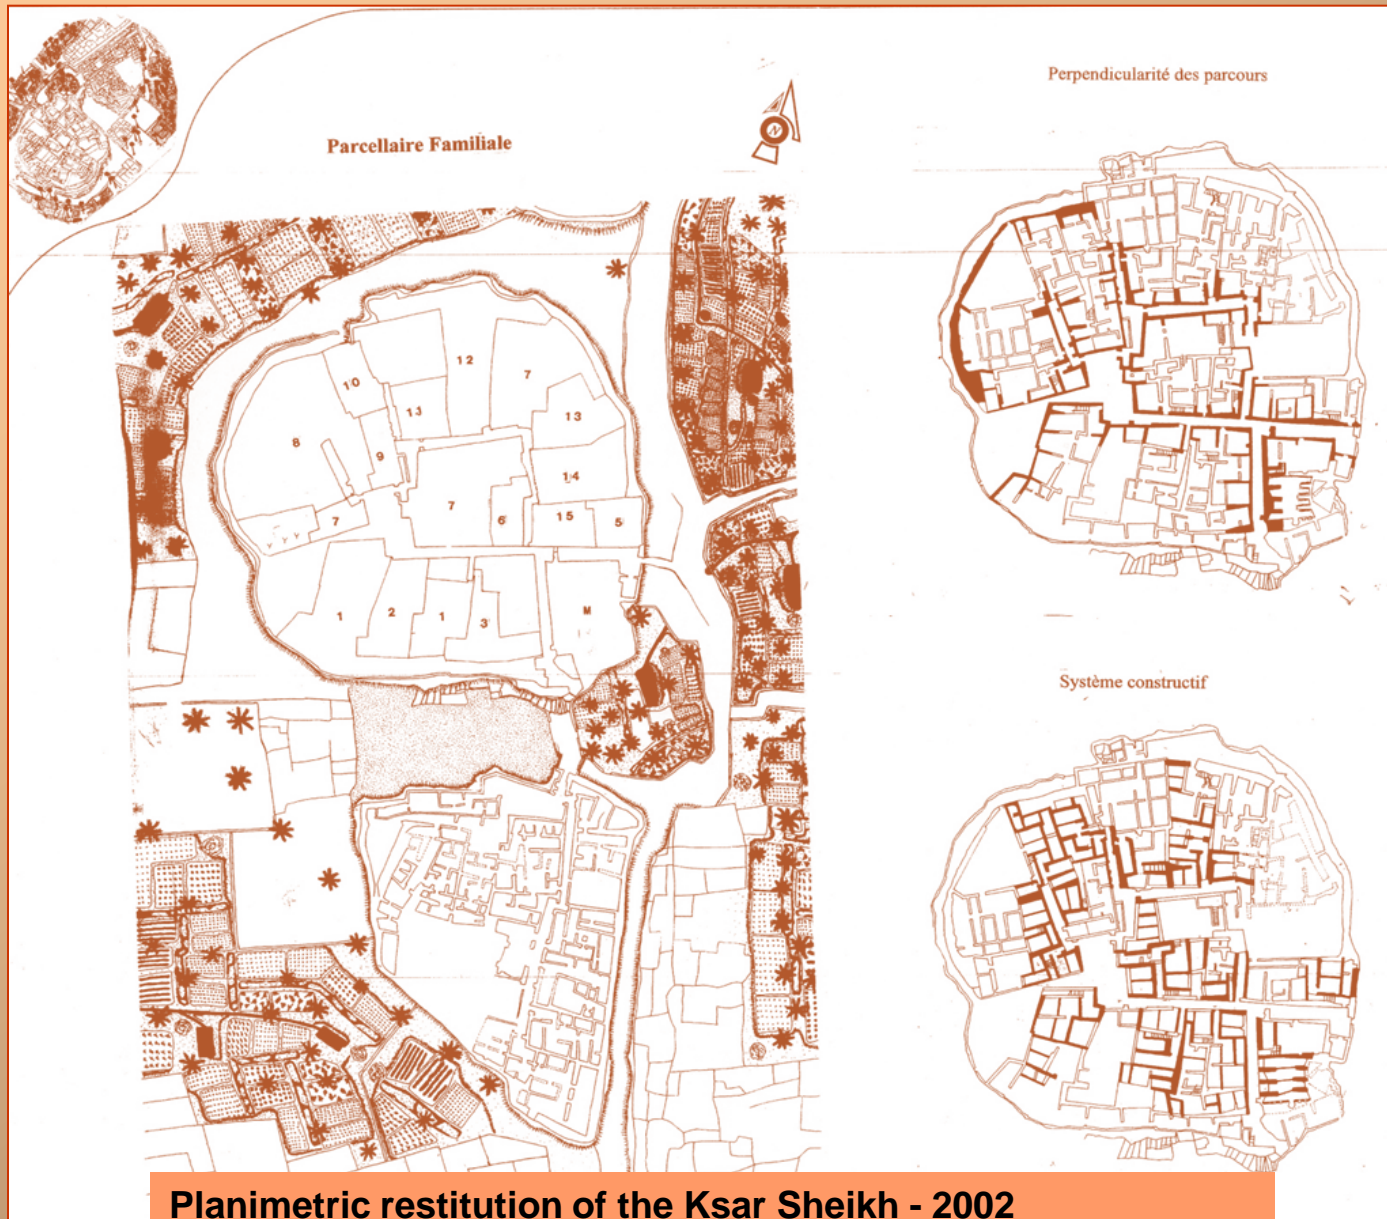 Perpendicularité des parcours
Parcellaire Familiale
N
12
7
10
11
13
8
9
14
7
6
15
5
7
Y Y Y
1
2
1
3
M
Système constructif
Planimetric restitution of the Ksar Sheikh - 2002